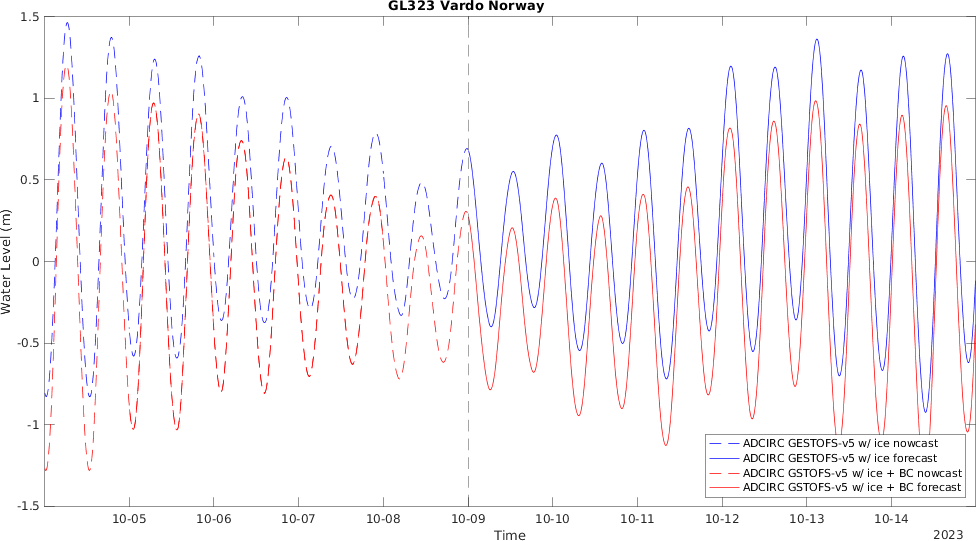 GL323 Vardo Norway
1.5
1
0.5
0
-0.5
-1
-1.5
Water Level (m)
10-05
10-06
10-07
10-08
10-09
10-10
10-11
10-12
10-13
10-14
Time
2023
ADCIRC GESTOFS-v5 w/ ice nowcast
ADCIRC GESTOFS-v5 w/ ice forecast
ADCIRC GSTOFS-v5 w/ ice + BC nowcast
ADCIRC GSTOFS-v5 w/ ice + BC forecast